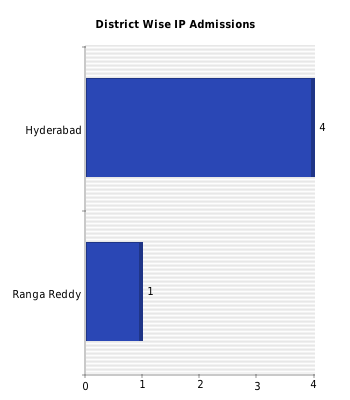 District Wise IP Admissions
Hyderabad
4
Ranga Reddy
1
0 1 2 3 4